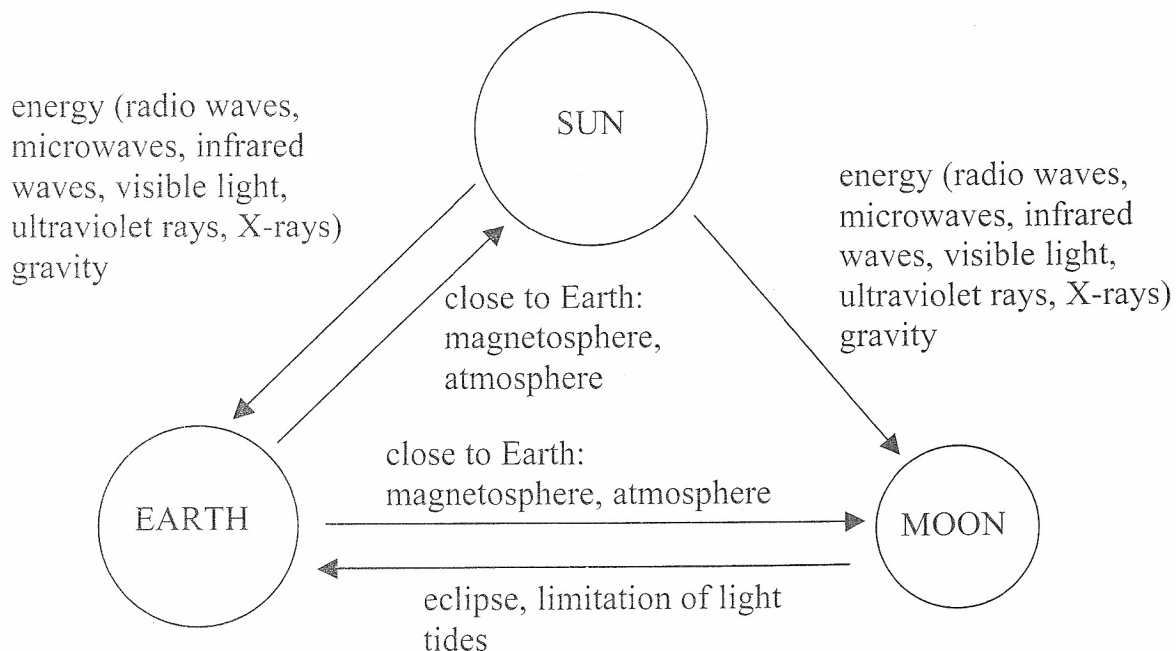 SUN
energy (radio waves,
microwaves, infrared
waves, visible light,
ultraviolet rays, X-rays)
gravity
energy (radio waves,
microwaves, infrared
waves, visible light,
ultraviolet rays, X-rays)
gravity
close to Earth:
magnetosphere,
atmosphere
close to Earth:
magnetosphere, atmosphere
EARTH
MOON
eclipse, limitation of light
tides